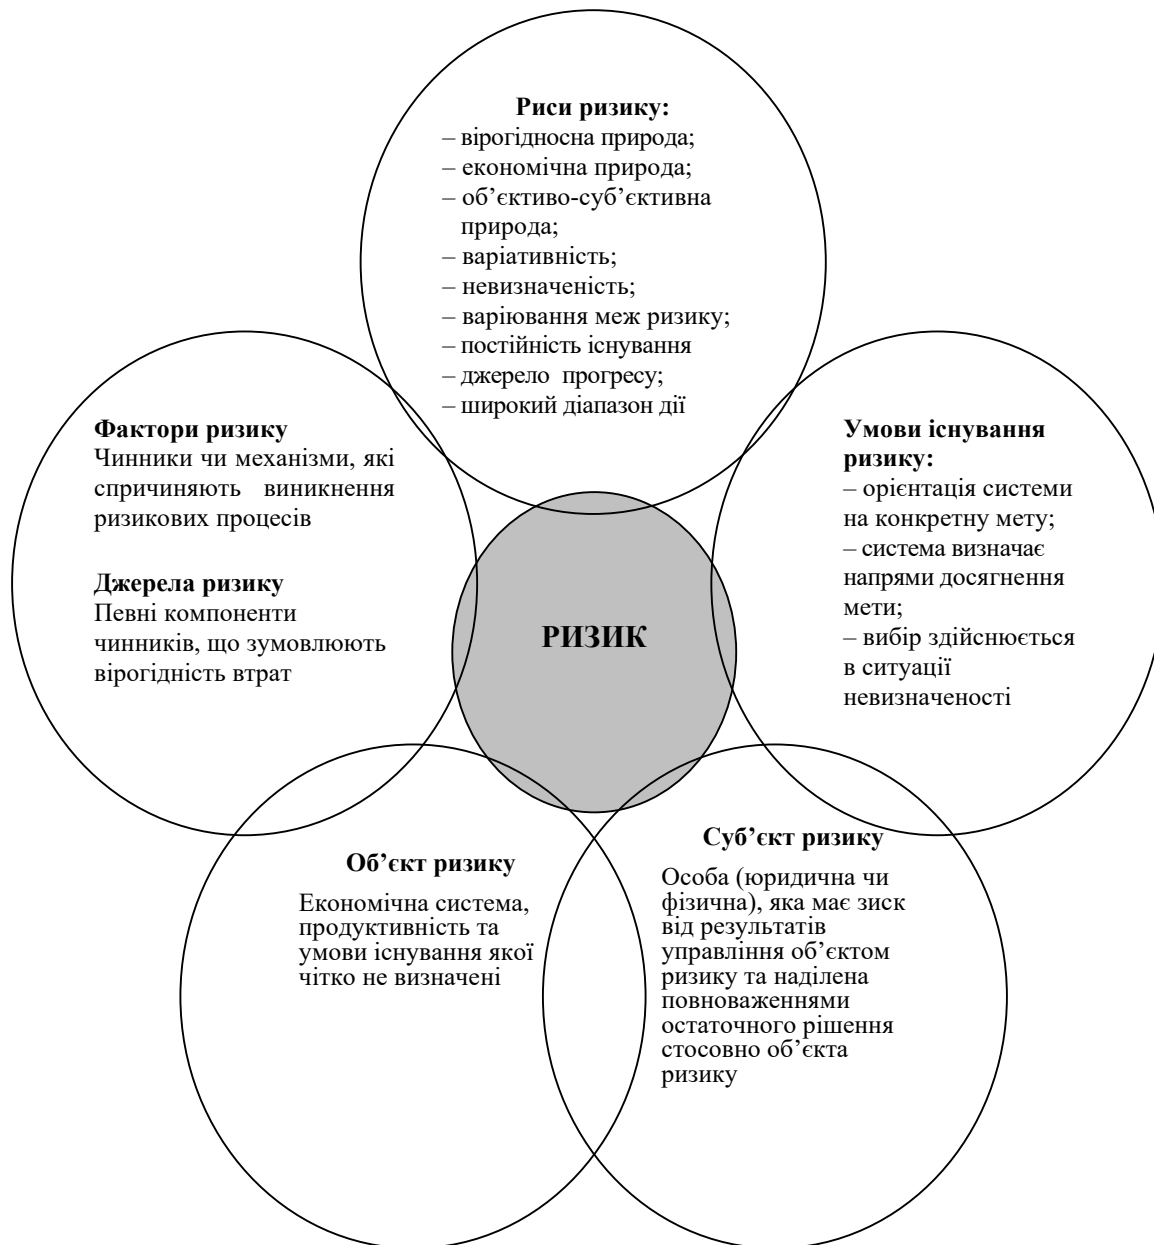 Риси ризику:
– вірогідносна природа;
– економічна природа;
– об’єктиво-суб’єктивна
природа;
– варіативність;
– невизначеність;
– варіювання меж ризику;
– постійність існування
– джерело прогресу;
– широкий діапазон дії
Фактори ризику
Чинники чи механізми, які
спричиняють виникнення
ризикових процесів
Джерела ризику
Певні компоненти
чинників, що зумовлюють
вірогідність втрат
РИЗИК
Умови існування
ризику:
– орієнтація системи
на конкретну мету;
– система визначає
напрями досягнення
мети;
– вибір здійснюється
в ситуації
невизначеності
Об’єкт ризику
Економічна система,
продуктивність та
умови існування якої
чітко не визначені
Суб’єкт ризику
Особа (юридична чи
фізична), яка має зиск
від результатів
управління об’єктом
ризику та наділена
повноваженнями
остаточного рішення
стосовно об’єкта
ризику